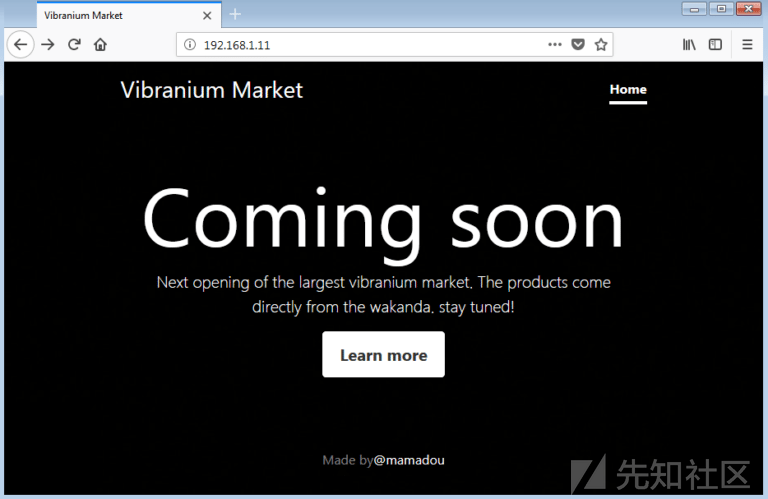 Vibranium Market
192.168.1.11
Vibranium Market
Home
Coming soon
Next opening of the largest vibranium market, The products come
directly from the wakanda, stay tuned!
Learn more
Made by@mamadou
先知社区